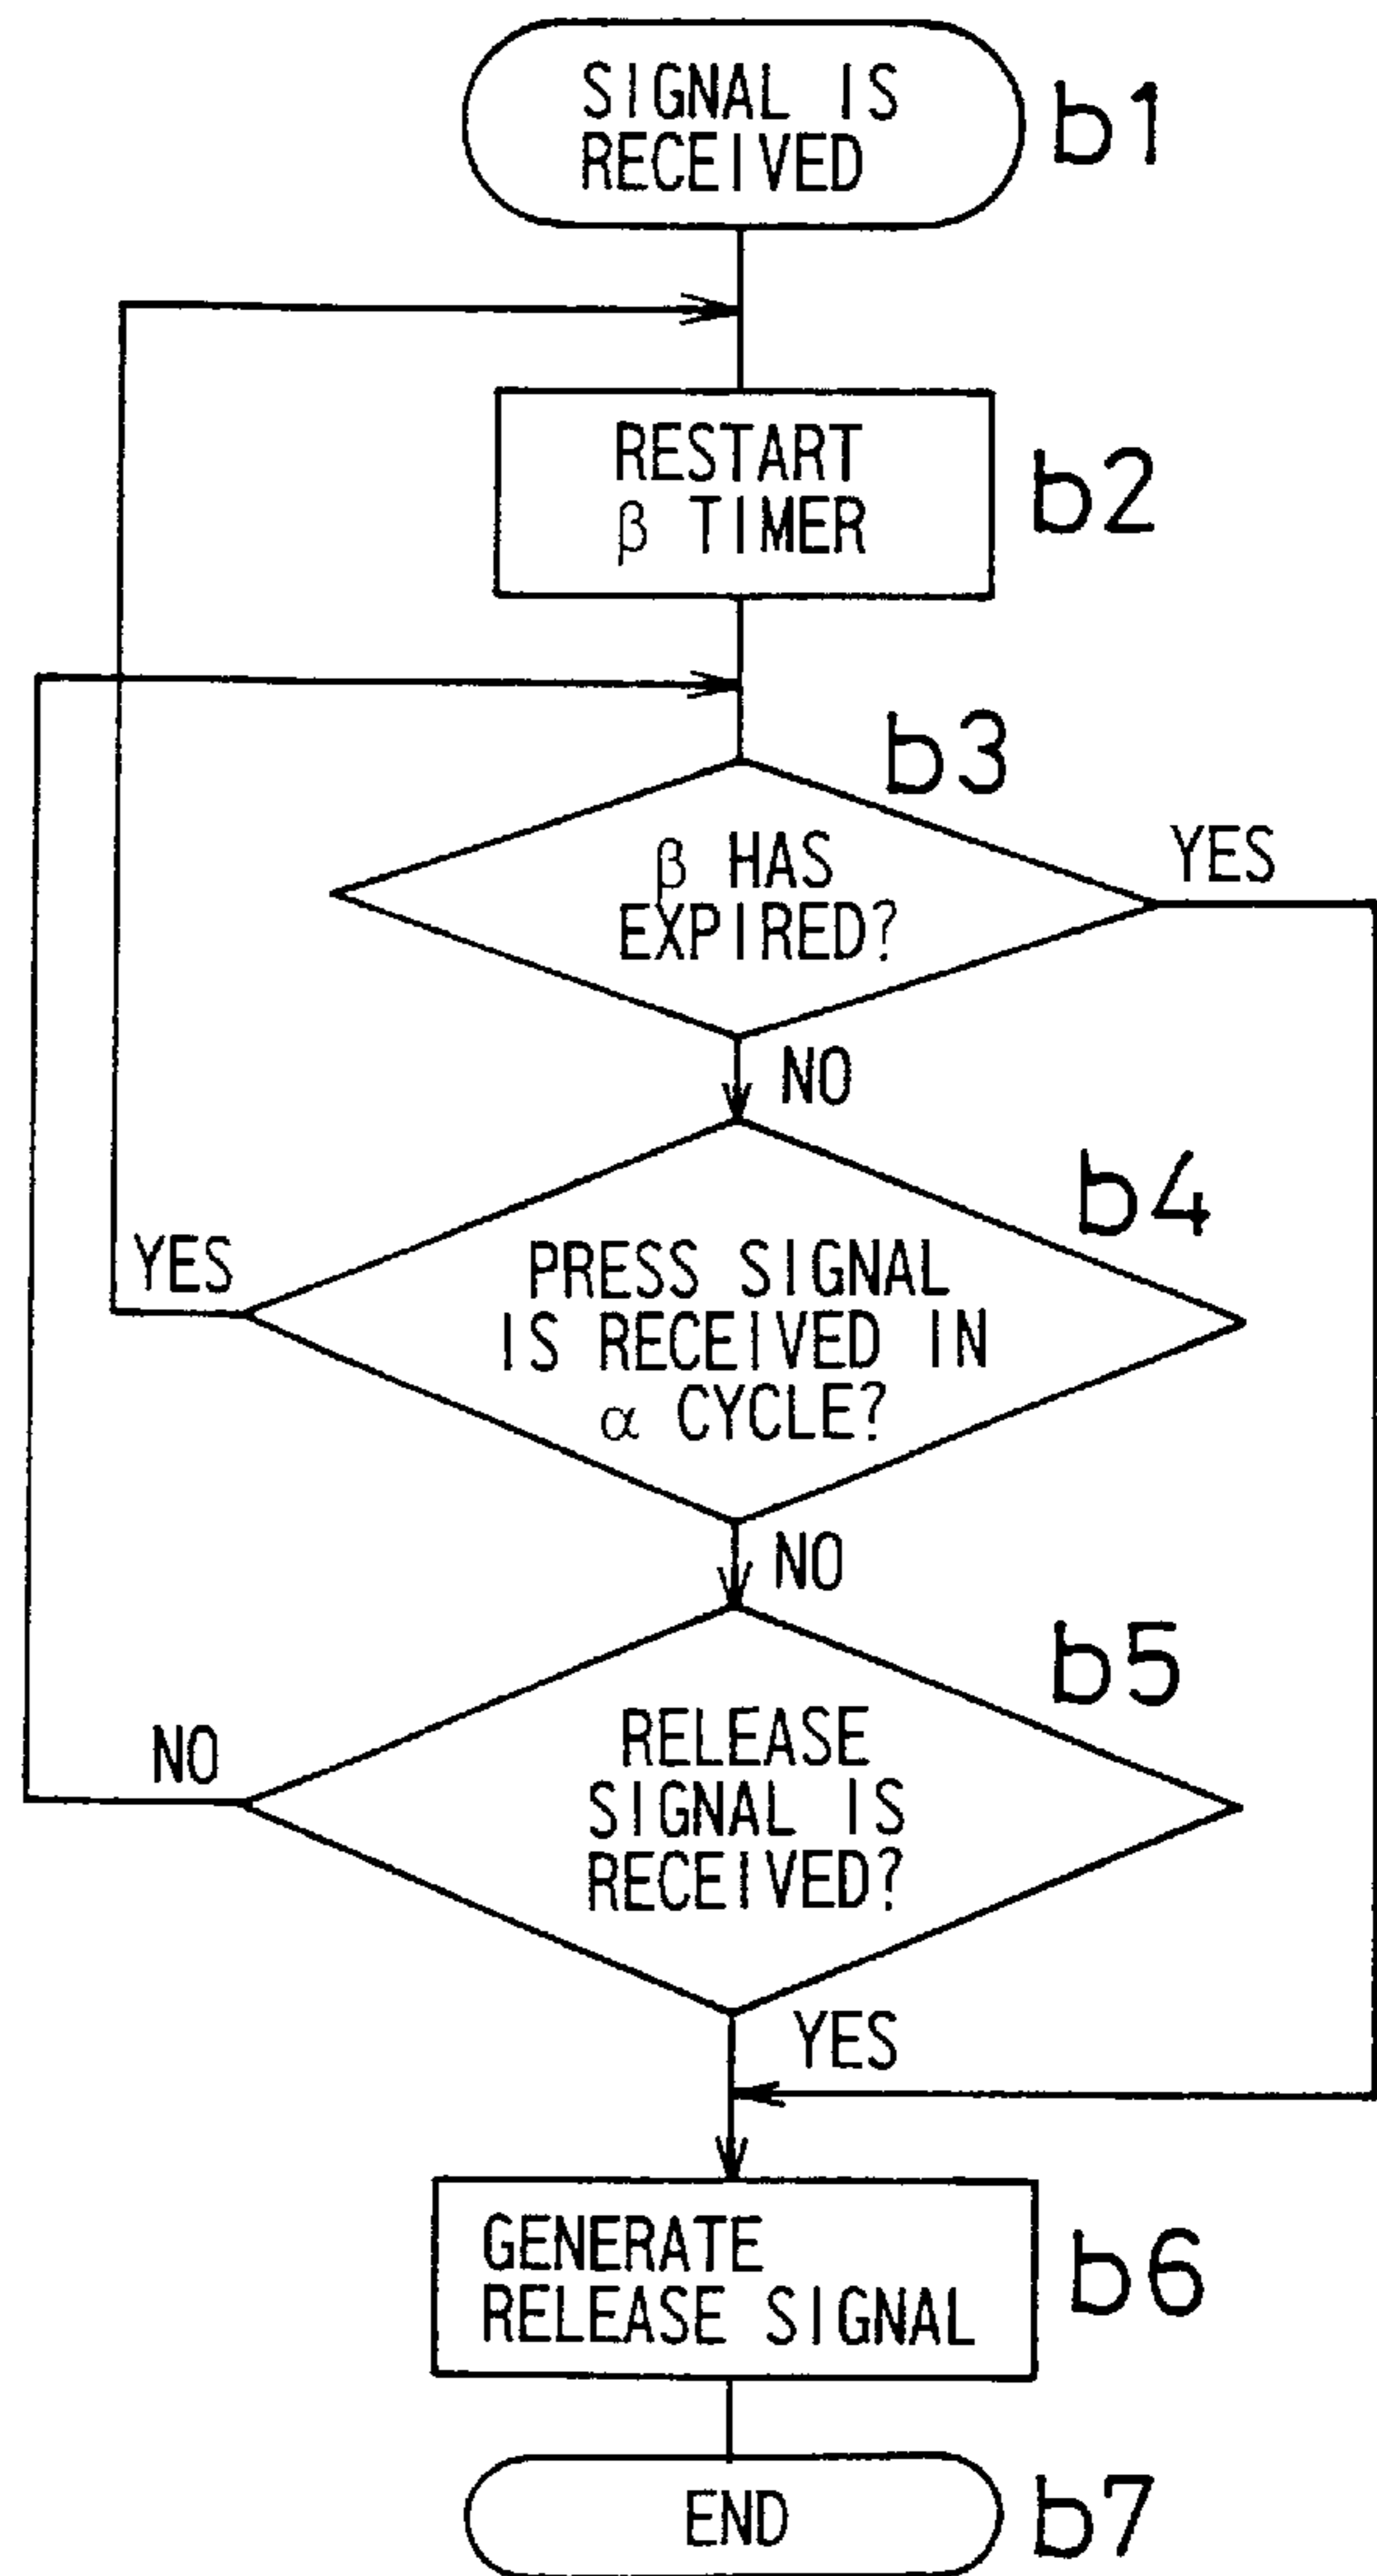 SIGNAL IS
RECEIVED
b1
RESTART
β TIMER
b2
b3
β HAS
EXPIRED?
YES
NO
b4
YES
PRESS SIGNAL
IS RECEIVED IN
α CYCLE?
NO
b5
NO
RELEASE
SIGNAL IS
RECEIVED?
YES
GENERATE
RELEASE SIGNAL
b6
END
b7